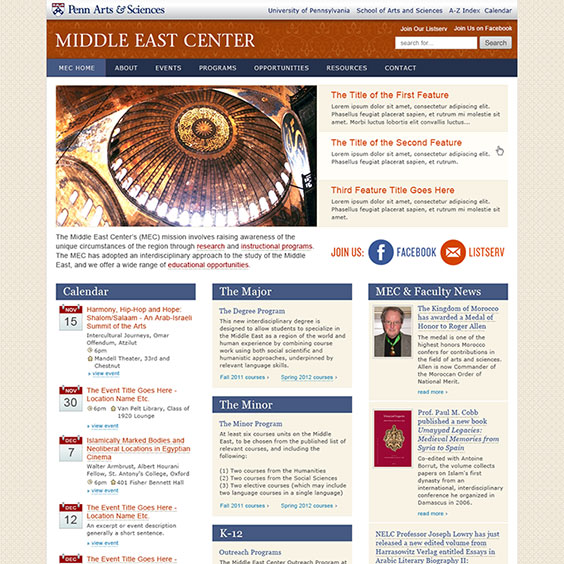 Penn Arts & Sciences
University of Pennsylvania School of Arts and Sciences A-Z Index Calendar
MIDDLE EAST CENTER
Join Our Listserv Join Us on Facebook
search for... Search
MEC HOME ABOUT EVENTS PROGRAMS OPPORTUNITIES RESOURCES CONTACT
The Title of the First Feature
Lorem ipsum dolor sit amet, consectetur adipiscing elit.
Phasellus feugiat placerat sapien, et rutrum mi molestie sit
amet. Morbi luctus lobortis elit convallis luctus...
The Title of the Second Feature
Lorem ipsum dolor sit amet, consectetur adipiscing elit.
Phasellus feugiat placerat sapien, et rutrum.
Third Feature Title Goes Here
Lorem ipsum dolor sit amet, consectetur adipiscing elit.
Phasellus feugiat placerat sapien, et rutrum mi molestie sit
amet.
The Middle East Center's (MEC) mission involves raising awareness of the
unique circumstances of the region through research and instructional programs.
The MEC has adopted an interdisciplinary approach to the study of the Middle
East, and we offer a wide range of educational opportunities.
JOIN US: FACEBOOK LISTSERV
Calendar
NOV
15
Harmony, Hip-Hop and Hope:
Shalom/Salaam - An Arab-Israeli
Summit of the Arts
Intercultural Journeys, Omar
Offendum, Atzilut
6pm
Mandell Theater, 33rd and
Chestnut
» view event
NOV
30
The Event Title Goes Here -
Location Name Etc.
6pm Van Pelt Library, Class of
1920 Lounge
» view event
DEC
7
Islamically Marked Bodies and
Neoliberal Locations in Egyptian
Cinema
Walter Armbrust, Albert Hourani
Fellow, St. Antony's College, Oxford
6pm 401 Fisher Bennett Hall
» view event
DEC
12
The Event Title Goes Here -
Location Name Etc.
An excerpt or event description
generally a short sentence.
» view event
DEC
The Event Title Goes Here -
The Major
The Degree Program
This new interdisciplinary degree is
designed to allow students to specialize in
the Middle East as a region of the world and
human experience by combining course
work using both social scientific and
humanistic approaches, underpinned by
relevant language skills.
Fall 2011 courses › Spring 2012 courses ›
The Minor
The Minor Program
At least six courses units on the Middle
East, to be chosen from the published list of
relevant courses, and including the
following:
(1) Two courses from the Humanities
(2) Two courses from the Social Sciences
(3) Two elective courses (which may include
two language courses in a single language)
Fall 2011 courses › Spring 2012 courses ›
K-12
Outreach Programs
The Middle East Center Outreach Program at
MEC & Faculty News
The Kingdom of Morocco
has awarded a Medal of
Honor to Roger Allen
The medal is one of the
highest honors Morocco
confers for contributions in
the field of arts and sciences.
Allen is now Commander of
the Moroccan Order of
National Merit.
read more ›
Prof. Paul M. Cobb
published a new book
Umayyad Legacies:
Medieval Memories from
Syria to Spain
Co-edited with Antoine
Borrut, the volume collects
papers on Islam's first
dynasty from an
international, interdisciplinary
conference he organized in
Damascus in 2006.
read more ›
NELC Professor Joseph Lowry has just
released a new edited volume from
Harrasowitz Verlag entitled Essays in
Arabic Literary Biography II: